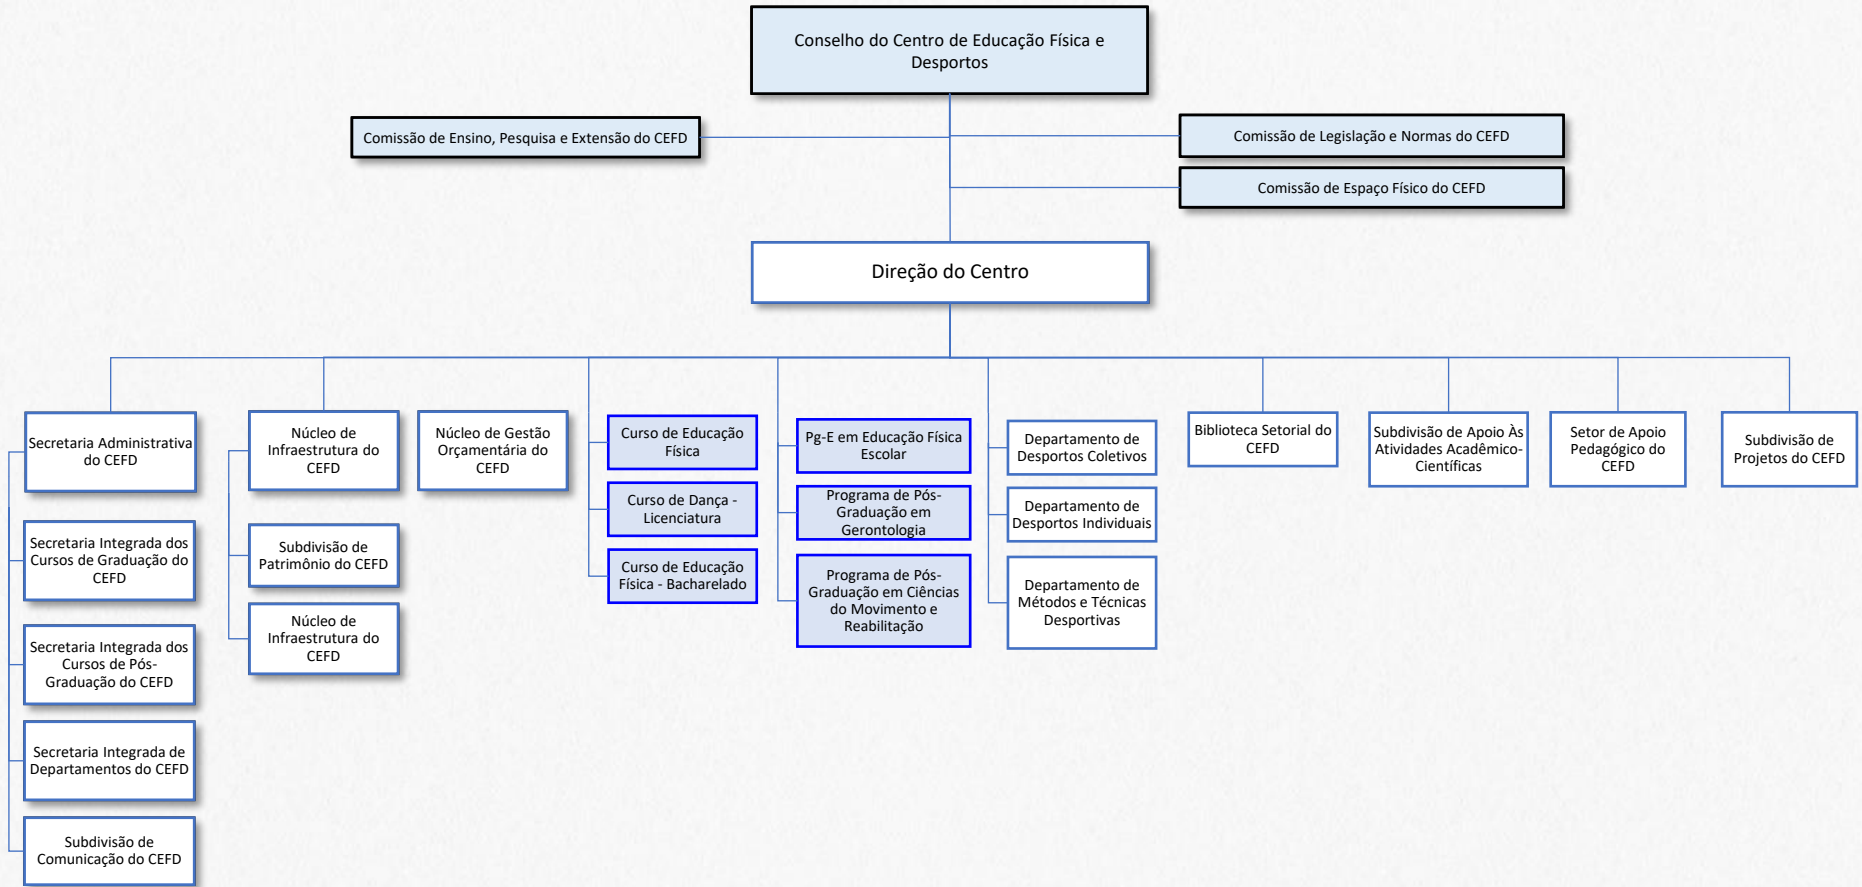 Conselho do Centro de Educação Física e
Desportos
Comissão de Ensino, Pesquisa e Extensão do CEFD
Comissão de Legislação e Normas do CEFD
Comissão de Espaço Físico do CEFD
Direção do Centro
Secretaria Administrativa
do CEFD
Secretaria Integrada dos
Cursos de Graduação do
CEFD
Secretaria Integrada dos
Cursos de Pós-
Graduação do CEFD
Secretaria Integrada de
Departamentos do CEFD
Subdivisão de
Comunicação do CEFD
Núcleo de
Infraestrutura do
CEFD
Subdivisão de
Patrimônio do CEFD
Núcleo de
Infraestrutura do
CEFD
Núcleo de Gestão
Orçamentária do
CEFD
Curso de Educação
Física
Curso de Dança -
Licenciatura
Curso de Educação
Física - Bacharelado
Pg-E em Educação Física
Escolar
Programa de Pós-
Graduação em
Gerontologia
Programa de Pós-
Graduação em Ciências
do Movimento e
Reabilitação
Departamento de
Desportos Coletivos
Departamento de
Desportos Individuais
Departamento de
Métodos e Técnicas
Desportivas
Biblioteca Setorial do
CEFD
Subdivisão de Apoio Às
Atividades Acadêmico-
Científicas
Setor de Apoio
Pedagógico do
CEFD
Subdivisão de
Projetos do CEFD